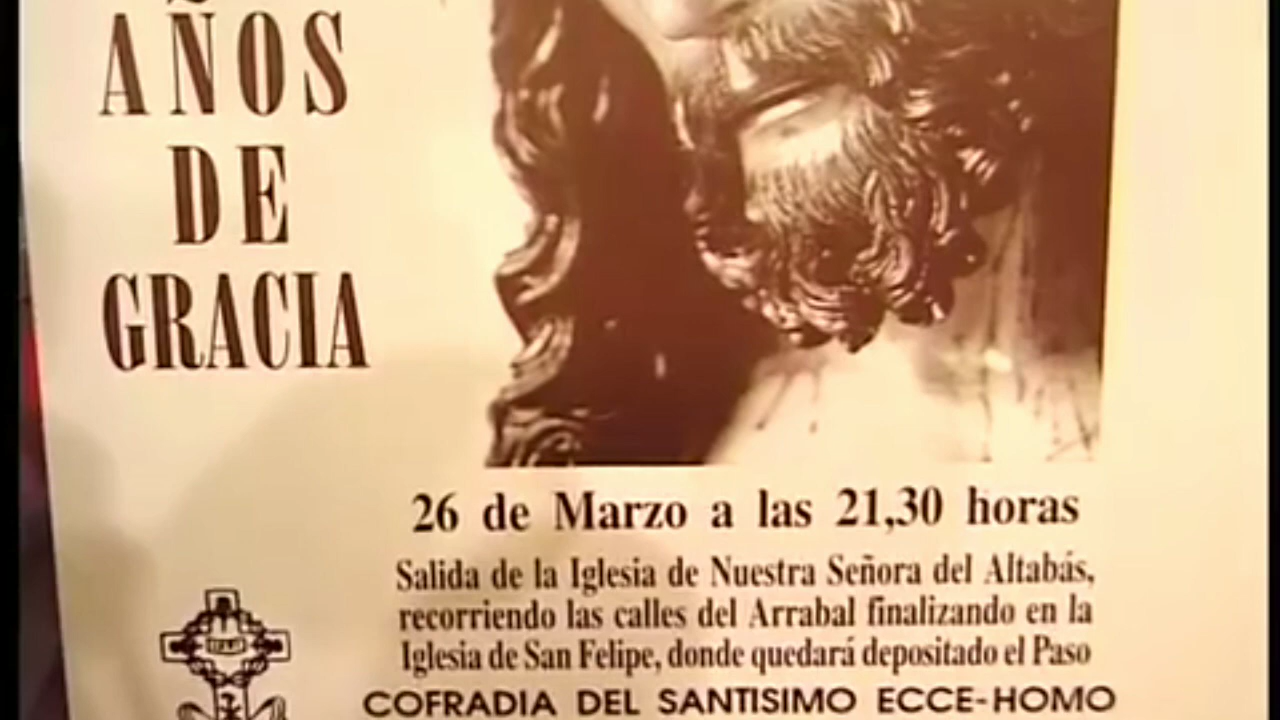 AÑOS
DE
GRACIA
26 de Marzo a las 21,30 horas
Salida de la Iglesia de Nuestra Señora del Altabás,
recorriendo las calles del Arrabal finalizando en la
Iglesia de San Felipe, donde quedará depositado el Paso
COFRADIA DEL SANTISIMO ECCE-HOMO